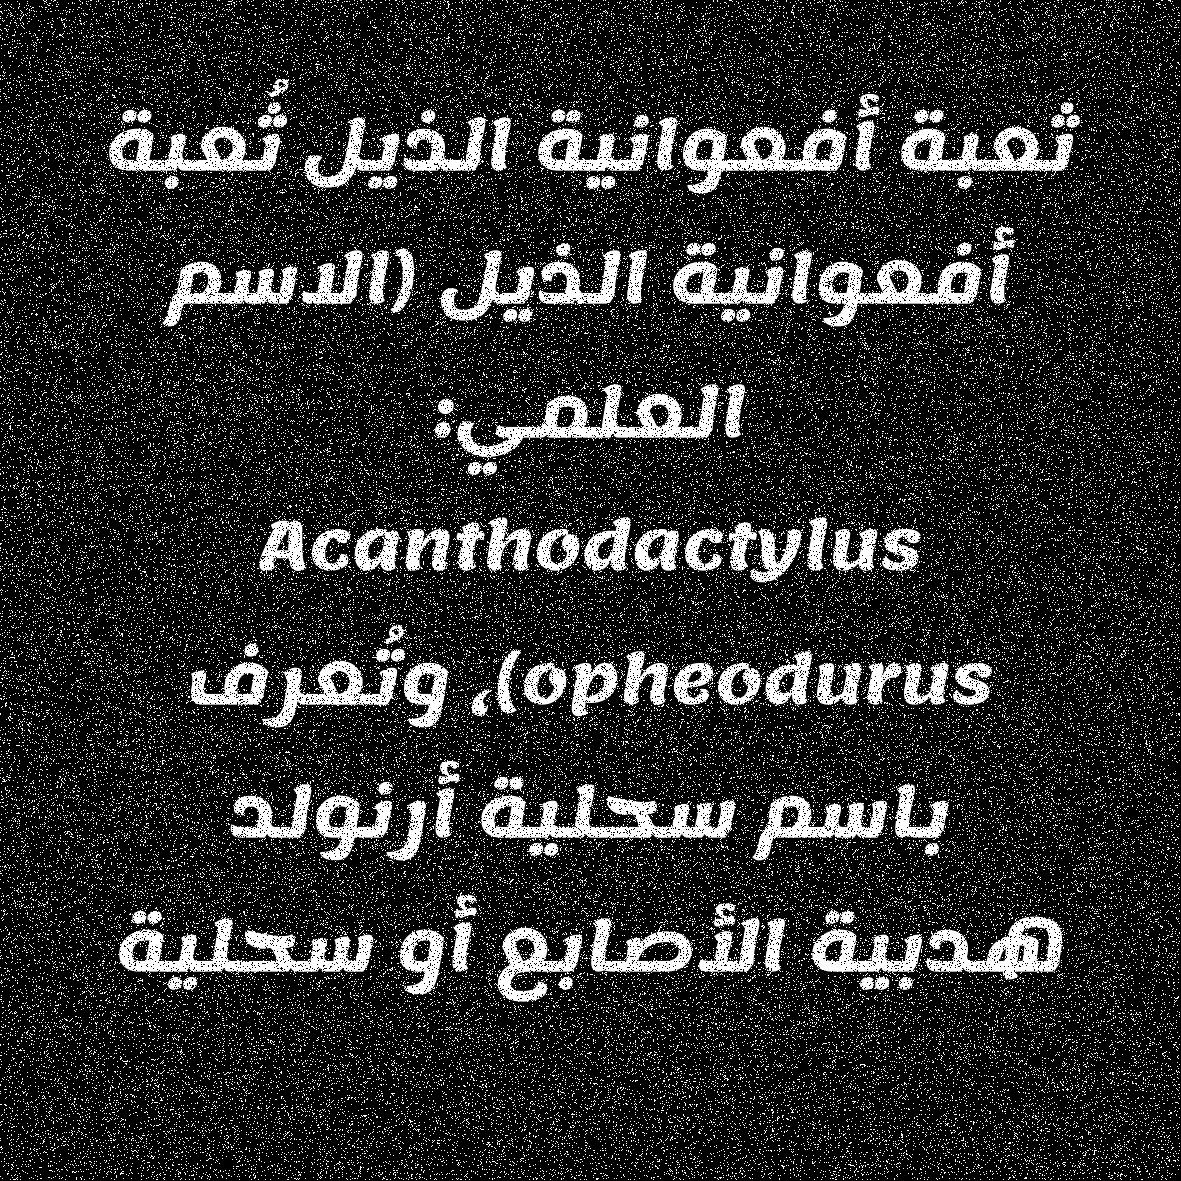 ثعبة أفعوانية الذيل ثُعبة
أفعوانية الذيل (الاسم
العلمي:
Acanthodactylus
opheodurus)، وتُعرف
باسم سحلية أرنولد
هدبية الأصابع أو سحلية